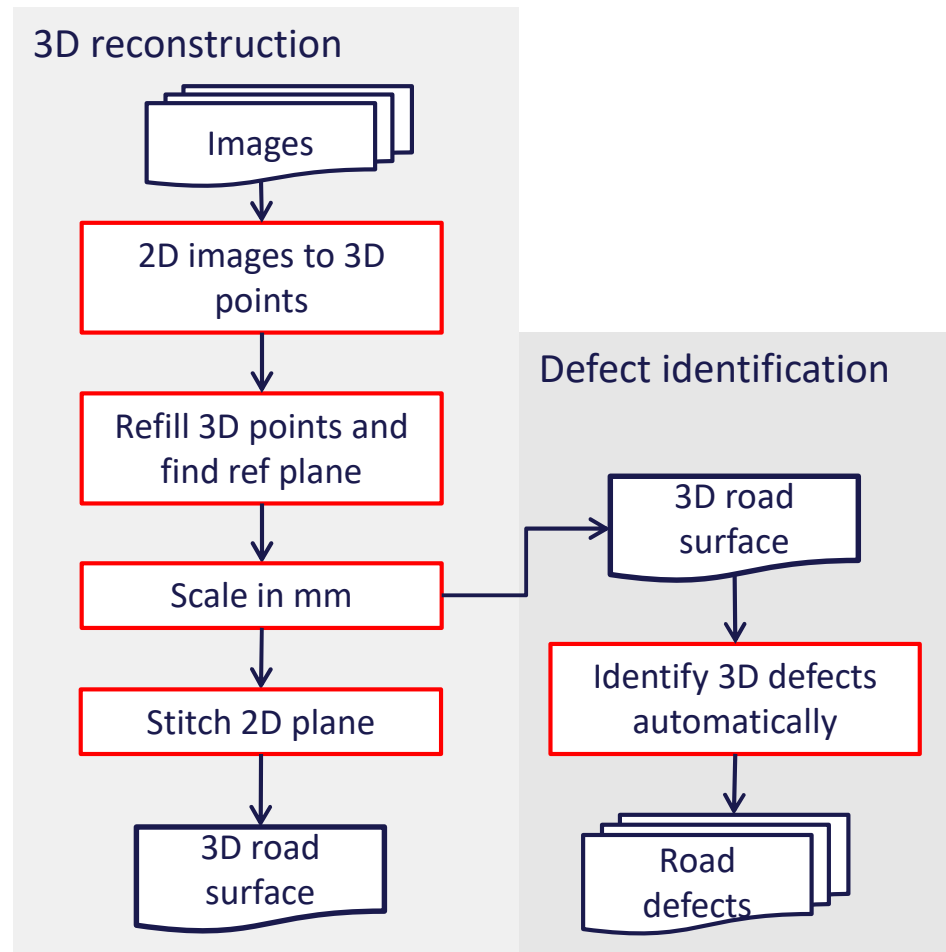 3D reconstruction
Images
2D images to 3D
points
Refill 3D points and
find ref plane
Scale in mm
Stitch 2D plane
3D road
surface
Defect identification
3D road
surface
Identify 3D defects
automatically
Road
defects